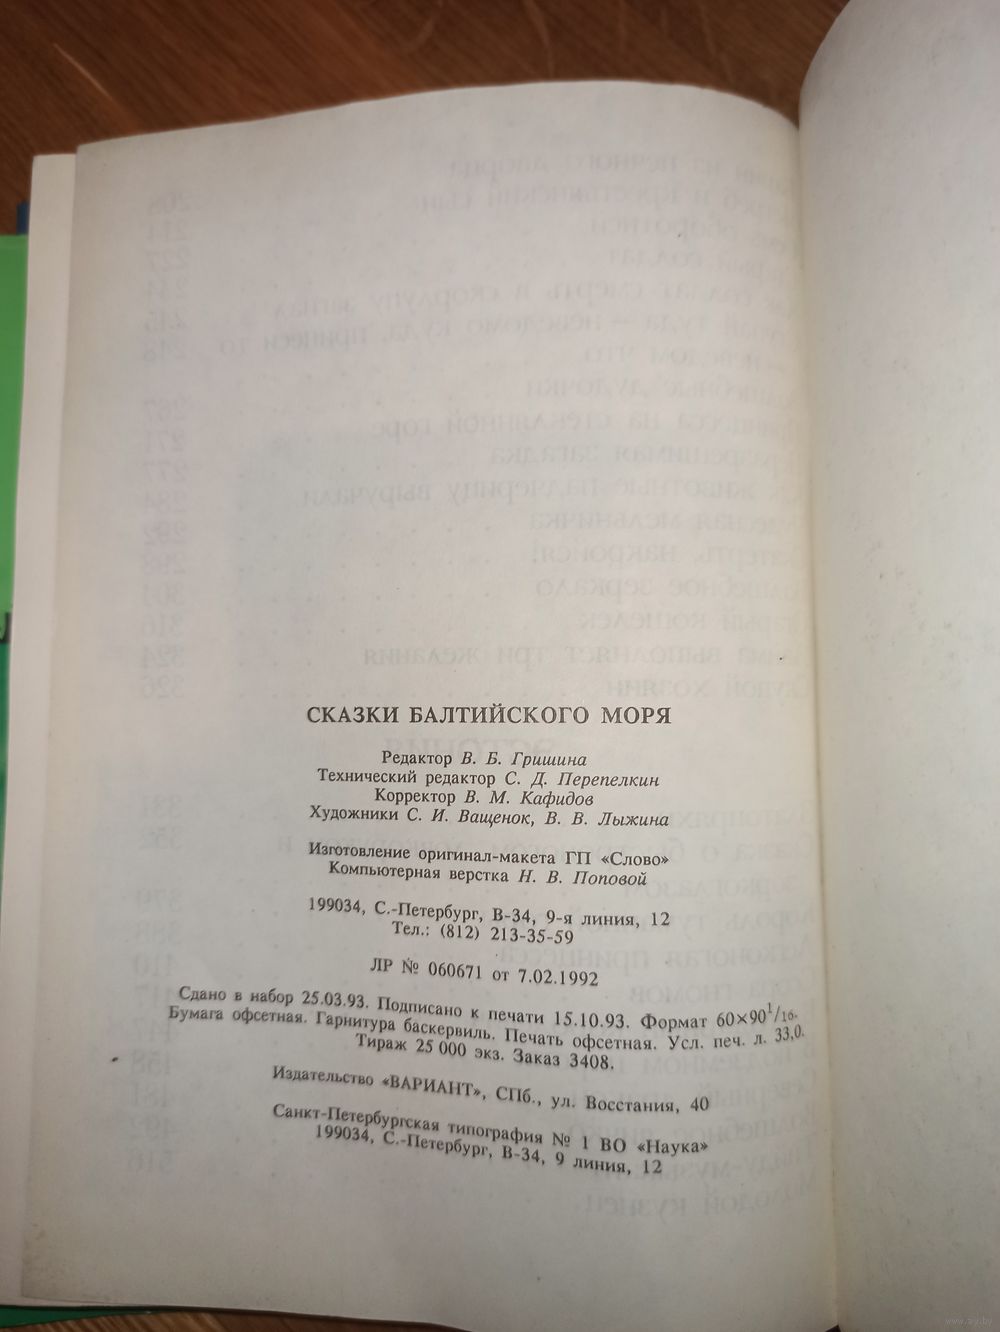 СКАЗКИ БАЛТИЙСКОГО МОРЯ
Редактор В. Б. Гришина
Технический редактор С. Д. Перепелкин
Корректор В. М. Кафидов
Художники С. И. Ващенок, В. В. Лыжина
Изготовление оригинал-макета ГП «Слово»
Компьютерная верстка Н. В. Поповой
199034, С.-Петербург, В-34, 9-я линия, 12
Тел.: (812) 213-35-59
ЛР № 060671 от 7.02.1992
Сдано в набор 25.03.93. Подписано к печати 15.10.93. Формат 60×90 1/16.
Бумага офсетная. Гарнитура баскервиль. Печать офсетная. Усл. печ. л. 33,0.
Тираж 25 000 экз. Заказ 3408.
Издательство «ВАРИАНТ», СПб., ул. Восстания, 40
Санкт-Петербургская типография № 1 ВО «Наука»
199034, С.-Петербург, В-34, 9 линия, 12
www.ay.by